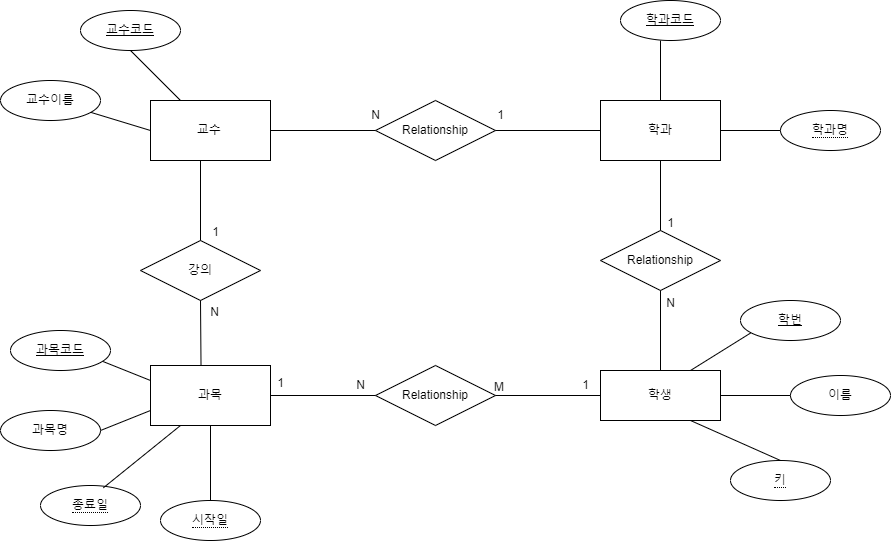 학과코드
교수코드
교수이름
교수
N
Relationship
1
학과
학과명
1
강의
N
1
Relationship
N
학번
과목코드
과목
1
N
Relationship
M
1
학생
이름
과목명
종료일
시작일
키